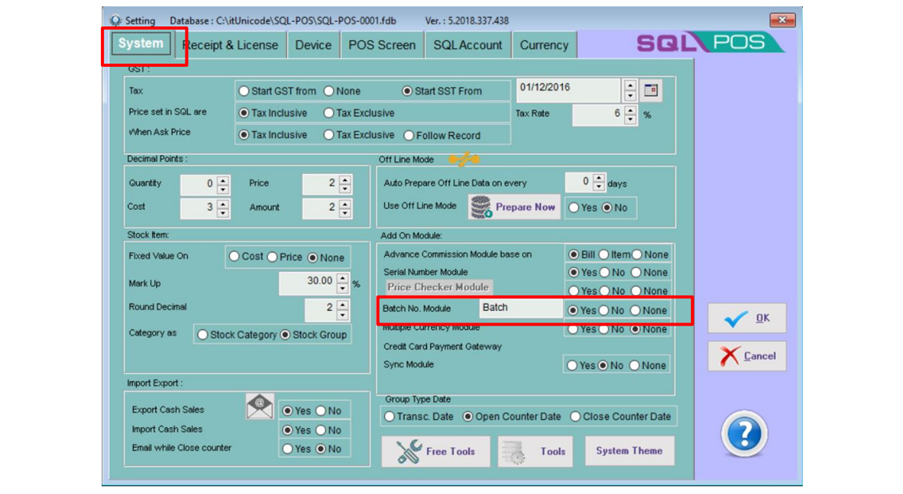 Setting Database : C:\itUnicode\SQL-POS\SQL-POS-0001.fdb Ver. : 5.2018.337.438
System Receipt & License Device POS Screen SQL Account Currency SQL POS
GST :
Tax Start GST from None Start SST From 01/12/2016
Price set in SQL are Tax Inclusive Tax Exclusive Tax Rate 6 %
When Ask Price Tax Inclusive Tax Exclusive Follow Record
Decimal Points : Off Line Mode
Quantity 0 Price 2 Auto Prepare Off Line Data on every 0 days
Cost 3 Amount 2 Use Off Line Mode Prepare Now Yes No
Stock Item: Add On Module:
Fixed Value On Cost Price None Advance Commission Module base on Bill Item None
Serial Number Module Yes No None
Mark Up 30.00 % Price Checker Module Yes No None
Round Decimal 2 Batch No. Module Batch Yes No None
Multiple Currency Module Yes No None
Category as Stock Category Stock Group
Credit Card Payment Gateway
Sync Module Yes No None
OK
Cancel
Import Export :
Export Cash Sales Yes No
Import Cash Sales Yes No
Email while Close counter Yes No
Group Type Date
Transc. Date Open Counter Date Close Counter Date
Free Tools Tools System Theme